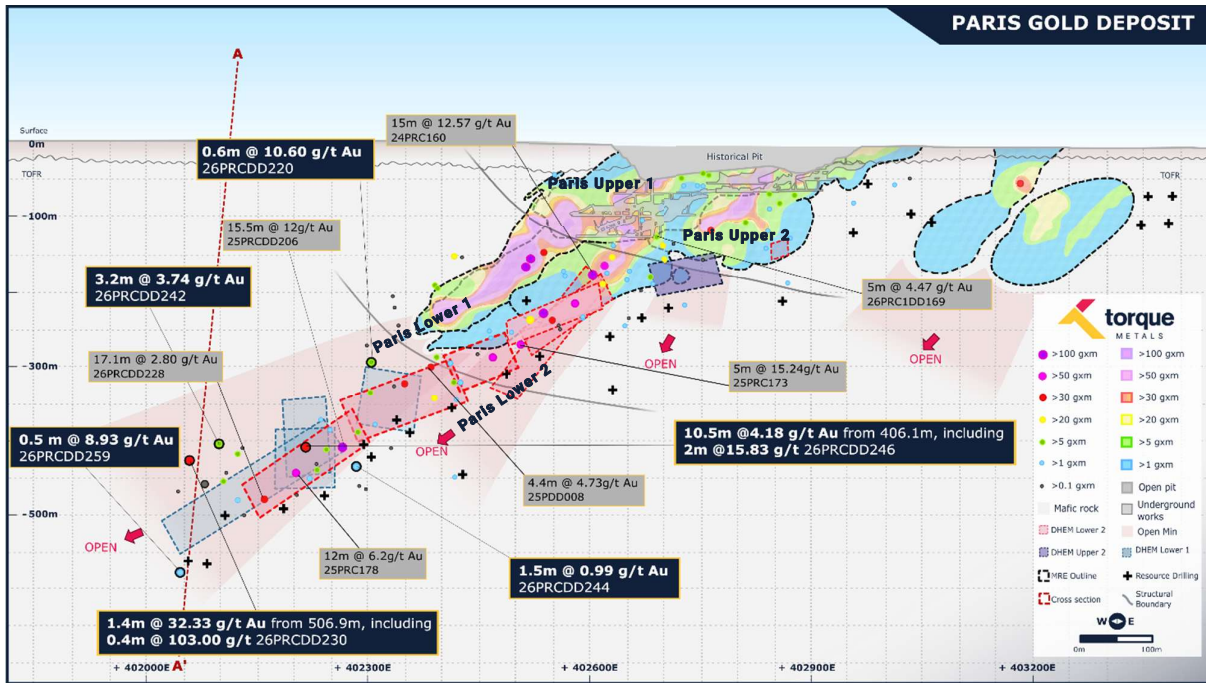 PARIS GOLD DEPOSIT
A
Surface
0m
TOFR
-100m
-300m
-500m
15m @ 12.57 g/t Au
24PRC160
0.6m @ 10.60 g/t Au
26PRCDD220
Historical Pit
Paris Upper 1
Paris Upper 2
TOFR
15.5m @ 12g/t Au
25PRCDD206
3.2m @ 3.74 g/t Au
26PRCDD242
5m @ 4.47 g/t Au
26PRC1DD169
Paris Lower 1
17.1m @ 2.80 g/t Au
26PRCDD228
OPEN
OPEN
5m @ 15.24g/t Au
25PRC173
Paris Lower 2
0.5 m @ 8.93 g/t Au
26PRCDD259
OPEN
10.5m @4.18 g/t Au from 406.1m, including
2m @15.83 g/t 26PRCDD246
4.4m @ 4.73g/t Au
25PDD008
OPEN
12m @ 6.2g/t Au
25PRC178
1.5m @ 0.99 g/t Au
26PRCDD244
1.4m @ 32.33 g/t Au from 506.9m, including
0.4m @ 103.00 g/t 26PRCDD230
A'
+ 402000E
+ 402300E
+ 402600E
+ 402900E
+ 403200E
torque
METALS
>100 gxm
>100 gxm
>50 gxm
>50 gxm
>30 gxm
>30 gxm
>20 gxm
>20 gxm
>5 gxm
>5 gxm
>1 gxm
>1 gxm
>0.1 gxm
Open pit
Mafic rock
Underground
works
DHEM Lower 2
Open Min
DHEM Upper 2
DHEM Lower 1
MRE Outline
Resource Drilling
Cross section
Structural
Boundary
W E
0m
100m